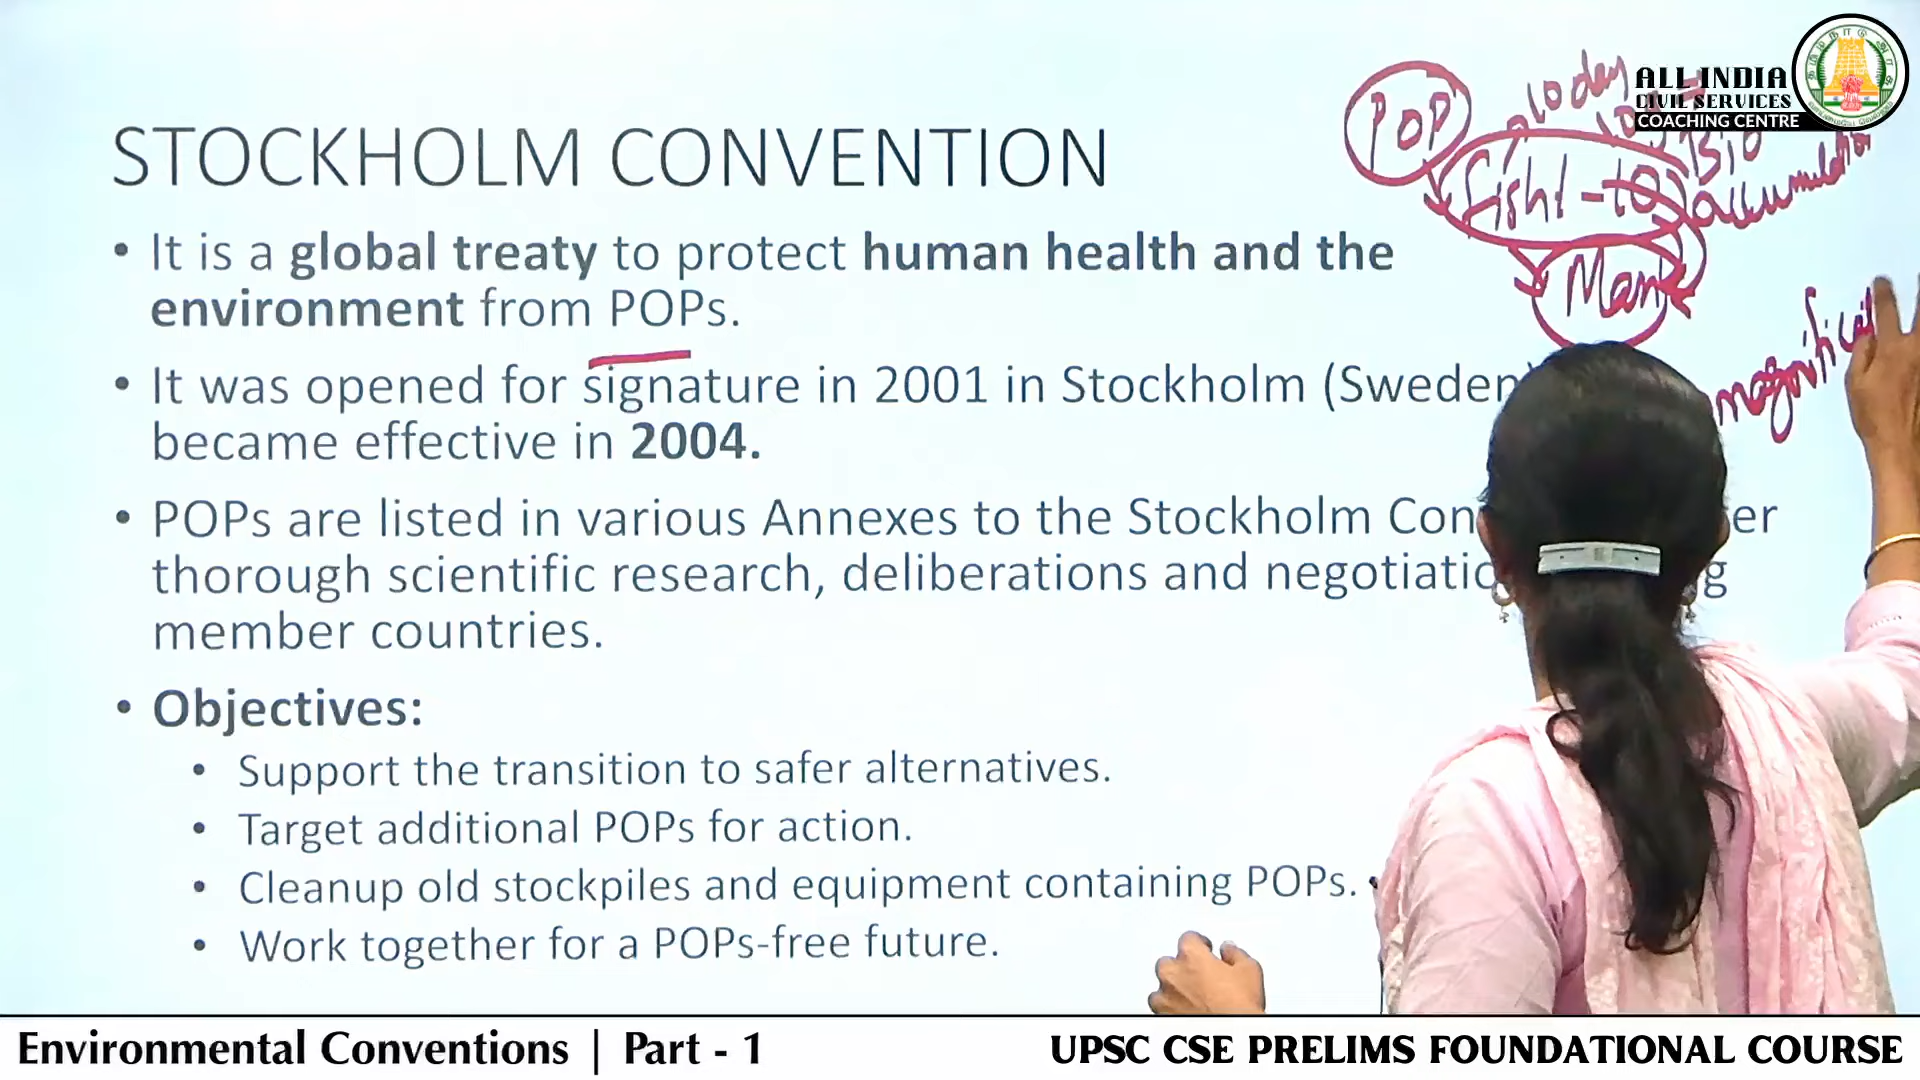 ALL INDIA
CIVIL SERVICES
COACHING CENTRE
STOCKHOLM CONVENTION
• It is a global treaty to protect human health and the
environment from POPs.
• It was opened for signature in 2001 in Stockholm (Sweden)
became effective in 2004.
• POPs are listed in various Annexes to the Stockholm Con er
thorough scientific research, deliberations and negotiatio g
member countries.
• Objectives:
• Support the transition to safer alternatives.
• Target additional POPs for action.
• Cleanup old stockpiles and equipment containing POPs.
• Work together for a POPs-free future.
POP
10 day
Bio
accumulation
Man
Environmental Conventions | Part - 1
UPSC CSE PRELIMS FOUNDATIONAL COURSE